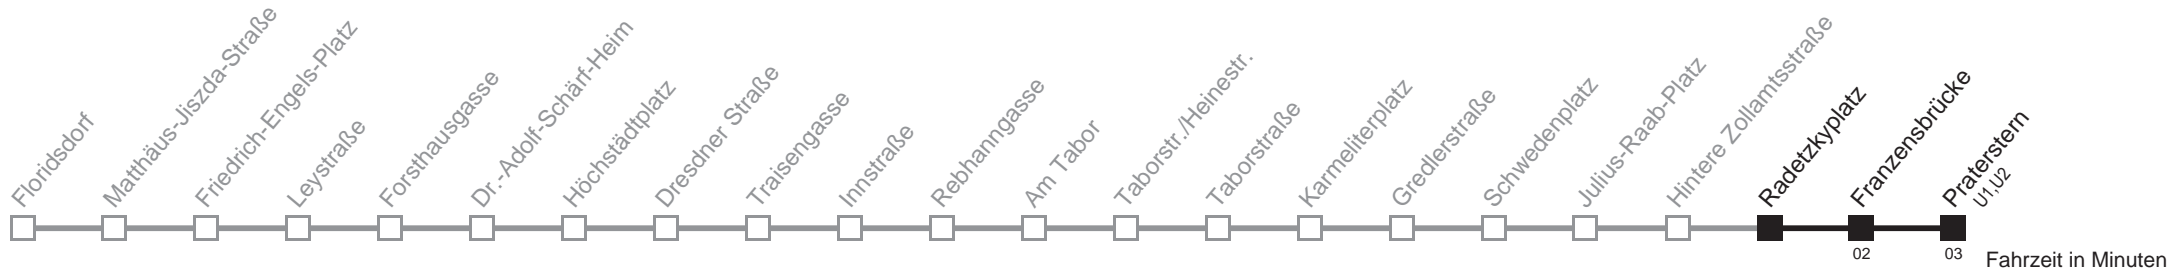 Floridsdorf
Matthäus-Jiszda-Straße
Friedrich-Engels-Platz
Leystraße
Forsthausgasse
Dr.-Adolf-Schärf-Heim
Höchstädtplatz
Dresdner Straße
Traisengasse
Innstraße
Rebhanngasse
Am Tabor
Taborstr./Heinestr.
Taborstraße
Karmeliterplatz
Gredlerstraße
Schwedenplatz
Julius-Raab-Platz
Hintere Zollamtsstraße
Radetzkyplatz
Franzensbrücke
Praterstern
U1,U2
02
03
Fahrzeit in Minuten